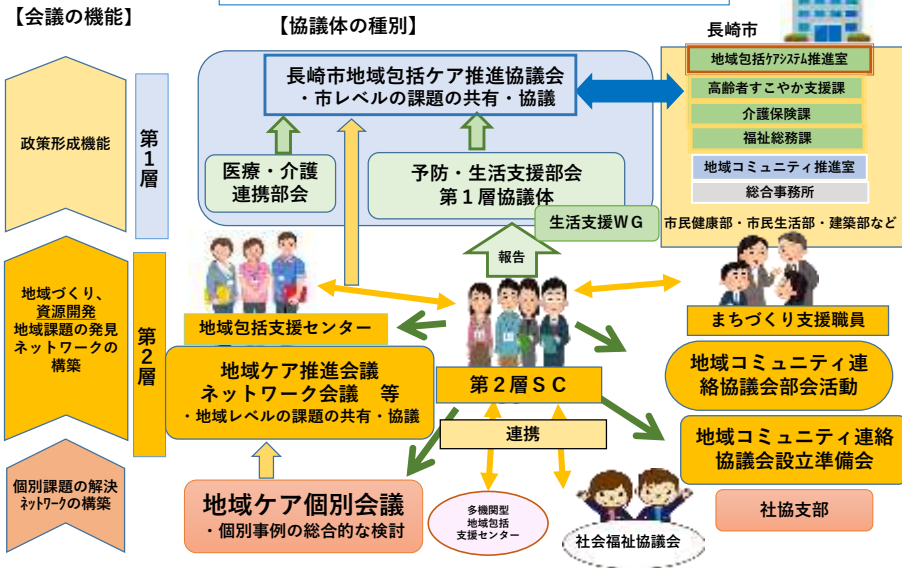 【会議の機能】
【協議体の種別】
長崎市
政策形成機能
第1層
長崎市地域包括ケア推進協議会
・市レベルの課題の共有・協議
医療・介護
連携部会
予防・生活支援部会
第1層協議体
生活支援WG
地域包括ケアシステム推進室
高齢者すこやか支援課
介護保険課
福祉総務課
地域コミュニティ推進室
総合事務所
市民健康部・市民生活部・建築部など
報告
地域づくり、
資源開発
地域課題の発見
ネットワークの
構築
第2層
地域包括支援センター
地域ケア推進会議
ネットワーク会議　等
・地域レベルの課題の共有・協議
第2層SC
連携
まちづくり支援職員
地域コミュニティ連
絡協議会部会活動
地域コミュニティ連絡
協議会設立準備会
個別課題の解決
ネットワークの構築
地域ケア個別会議
・個別事例の総合的な検討
多機関型
地域包括
支援センター
社会福祉協議会
社協支部